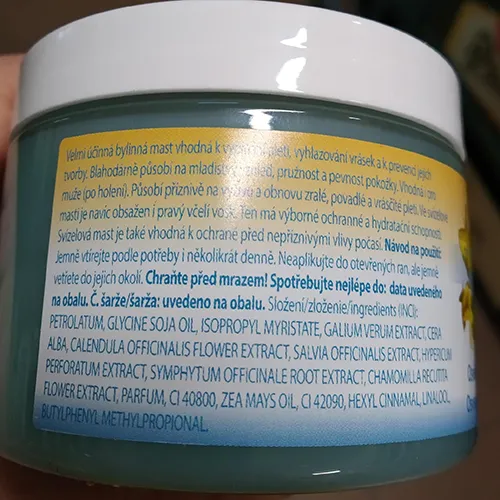 Velmi účinná bylinná mast vhodná k výživě pleti, vyhlazování vrásek a k prevenci jejich
tvorby. Blahodárně působí na mladistvý vzhled, pružnost a pevnost pokožky. Vhodná i pro
muže (po holení). Působí příznivě na výživu a obnovu zralé, povadlé a vrásčité pleti. Ve svízelové
masti je navíc obsažen i pravý včelí vosk. Ten má výborné ochranné a hydratační schopnosti.
Svízelová mast je také vhodná k ochraně před nepříznivými vlivy počasí. Návod na použití:
Jemně vtírejte podle potřeby i několikrát denně. Neaplikujte do otevřených ran, ale jemně
vetřete do jejich okolí. Chraňte před mrazem! Spotřebujte nejlépe do: data uvedeného
na obalu. Č. šarže/šarža: uvedeno na obalu. Složení/zloženie/ingredients (INCI):
PETROLATUM, GLYCINE SOJA OIL, ISOPROPYL MYRISTATE, GALIUM VERUM EXTRACT, CERA
ALBA, CALENDULA OFFICINALIS FLOWER EXTRACT, SALVIA OFFICINALIS EXTRACT, HYPERICUM
PERFORATUM EXTRACT, SYMPHYTUM OFFICINALE ROOT EXTRACT, CHAMOMILLA RECUTITA
FLOWER EXTRACT, PARFUM, CI 40800, ZEA MAYS OIL, CI 42090, HEXYL CINNAMAL, LINALOOL,
BUTYLPHENYL METHYLPROPIONAL.